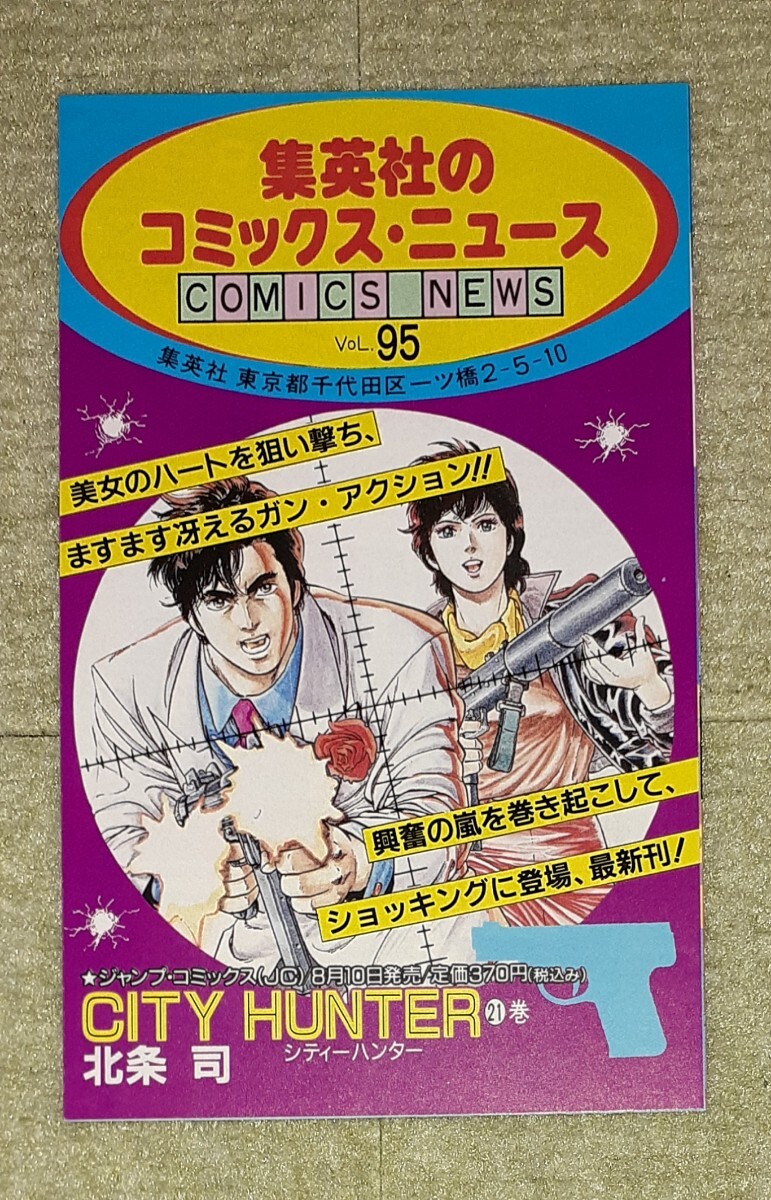 集英社の
コミックス・ニュース
COMICS NEWS
VOL.95
集英社 東京都千代田区一ツ橋2-5-10
美女のハートを狙い撃ち、
ますます冴えるガン・アクション!!
興奮の嵐を巻き起こして、
ショッキングに登場、最新刊!
★ジャンプ・コミックス(JC)/8月10日発売/定価370円(税込み)
CITY HUNTER㉑巻
シティーハンター
北条 司